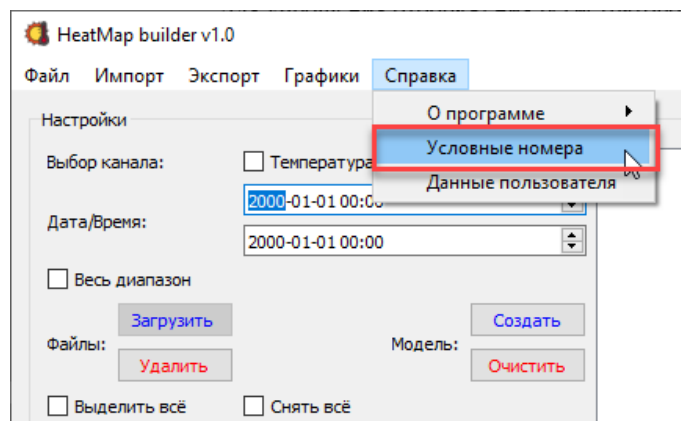 HeatMap builder v1.0
Файл Импорт Экспорт Графики Справка
О программе
Условные номера
Данные пользователя
Настройки
Выбор канала:
Температура
Дата/Время:
2000-01-01 00:00
2000-01-01 00:00
Весь диапазон
Файлы:
Загрузить
Удалить
Модель:
Создать
Очистить
Выделить всё
Снять всё